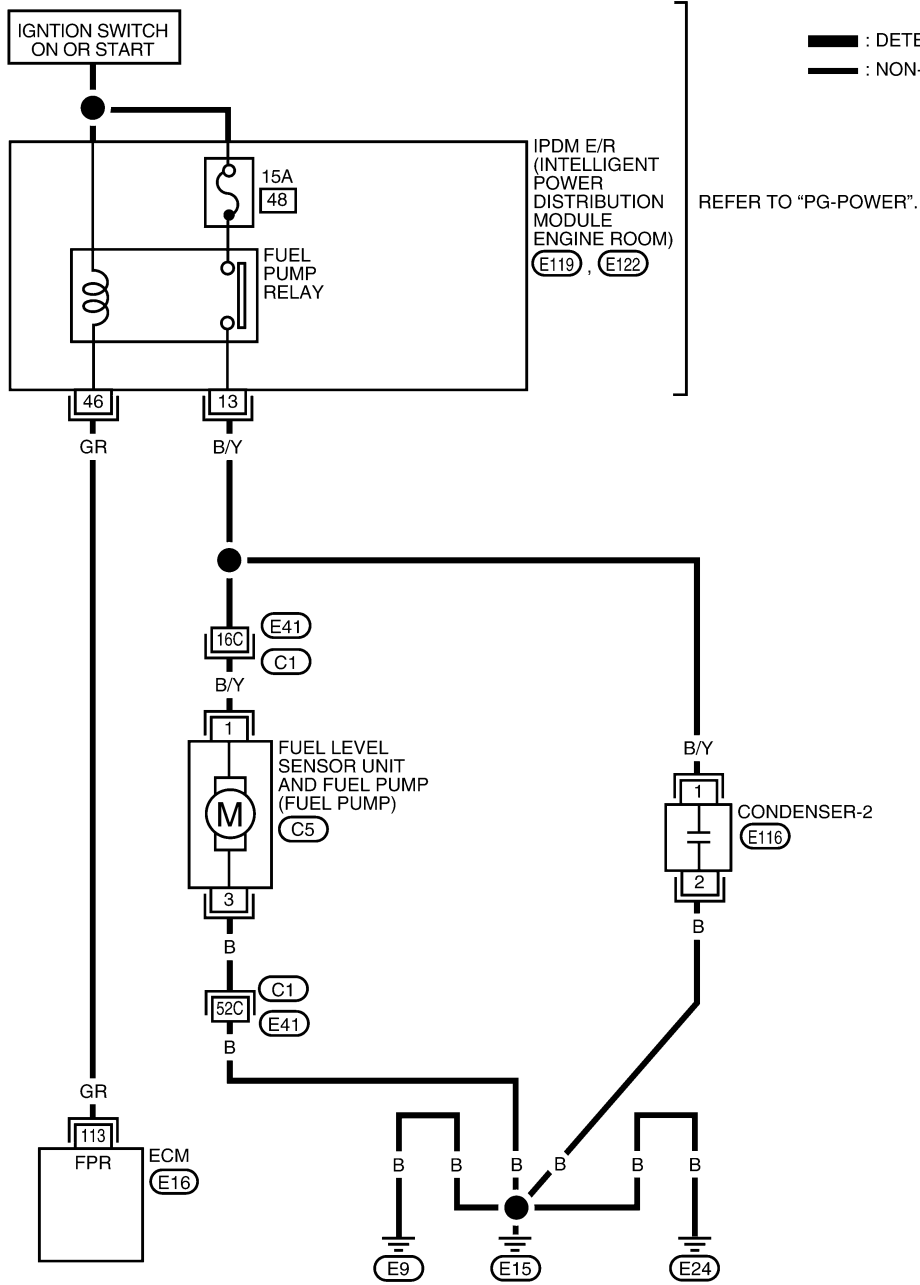 IGNTION SWITCH
ON OR START
: DETE
: NON-
IPDM E/R
(INTELLIGENT
POWER
DISTRIBUTION
MODULE
ENGINE ROOM)
E119 , E122
REFER TO “PG-POWER”.
15A
48
FUEL
PUMP
RELAY
46
13
GR
B/Y
16C
E41
C1
B/Y
1
FUEL LEVEL
SENSOR UNIT
AND FUEL PUMP
(FUEL PUMP)
C5
M
3
B
B/Y
1
CONDENSER-2
E116
2
B
52C
C1
E41
B
GR
113
FPR
ECM
E16
B
B
B
B
B
B
E9
E15
E24